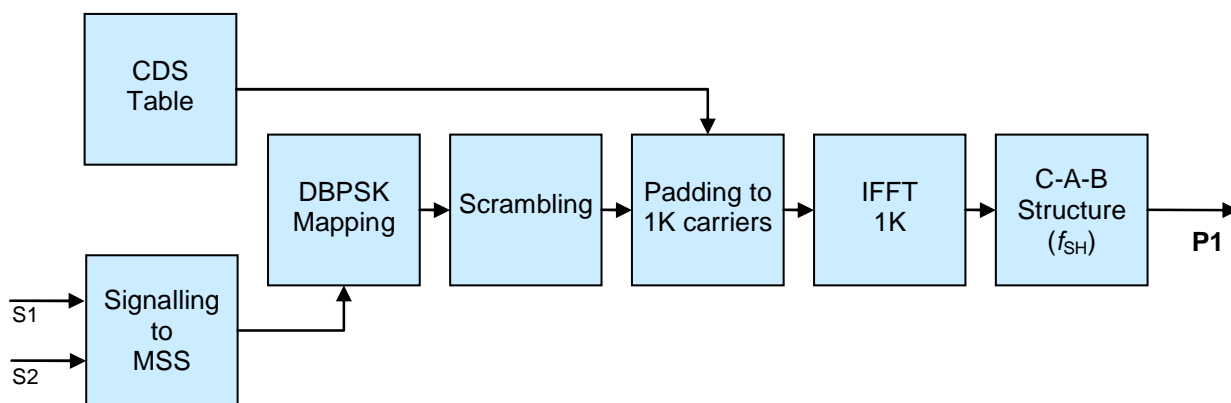 CDS
Table
DBPSK
Mapping
Scrambling
Padding to
1K carriers
IFFT
1K
C-A-B
Structure
(fSH)
P1
Signalling
to
MSS
S1
S2